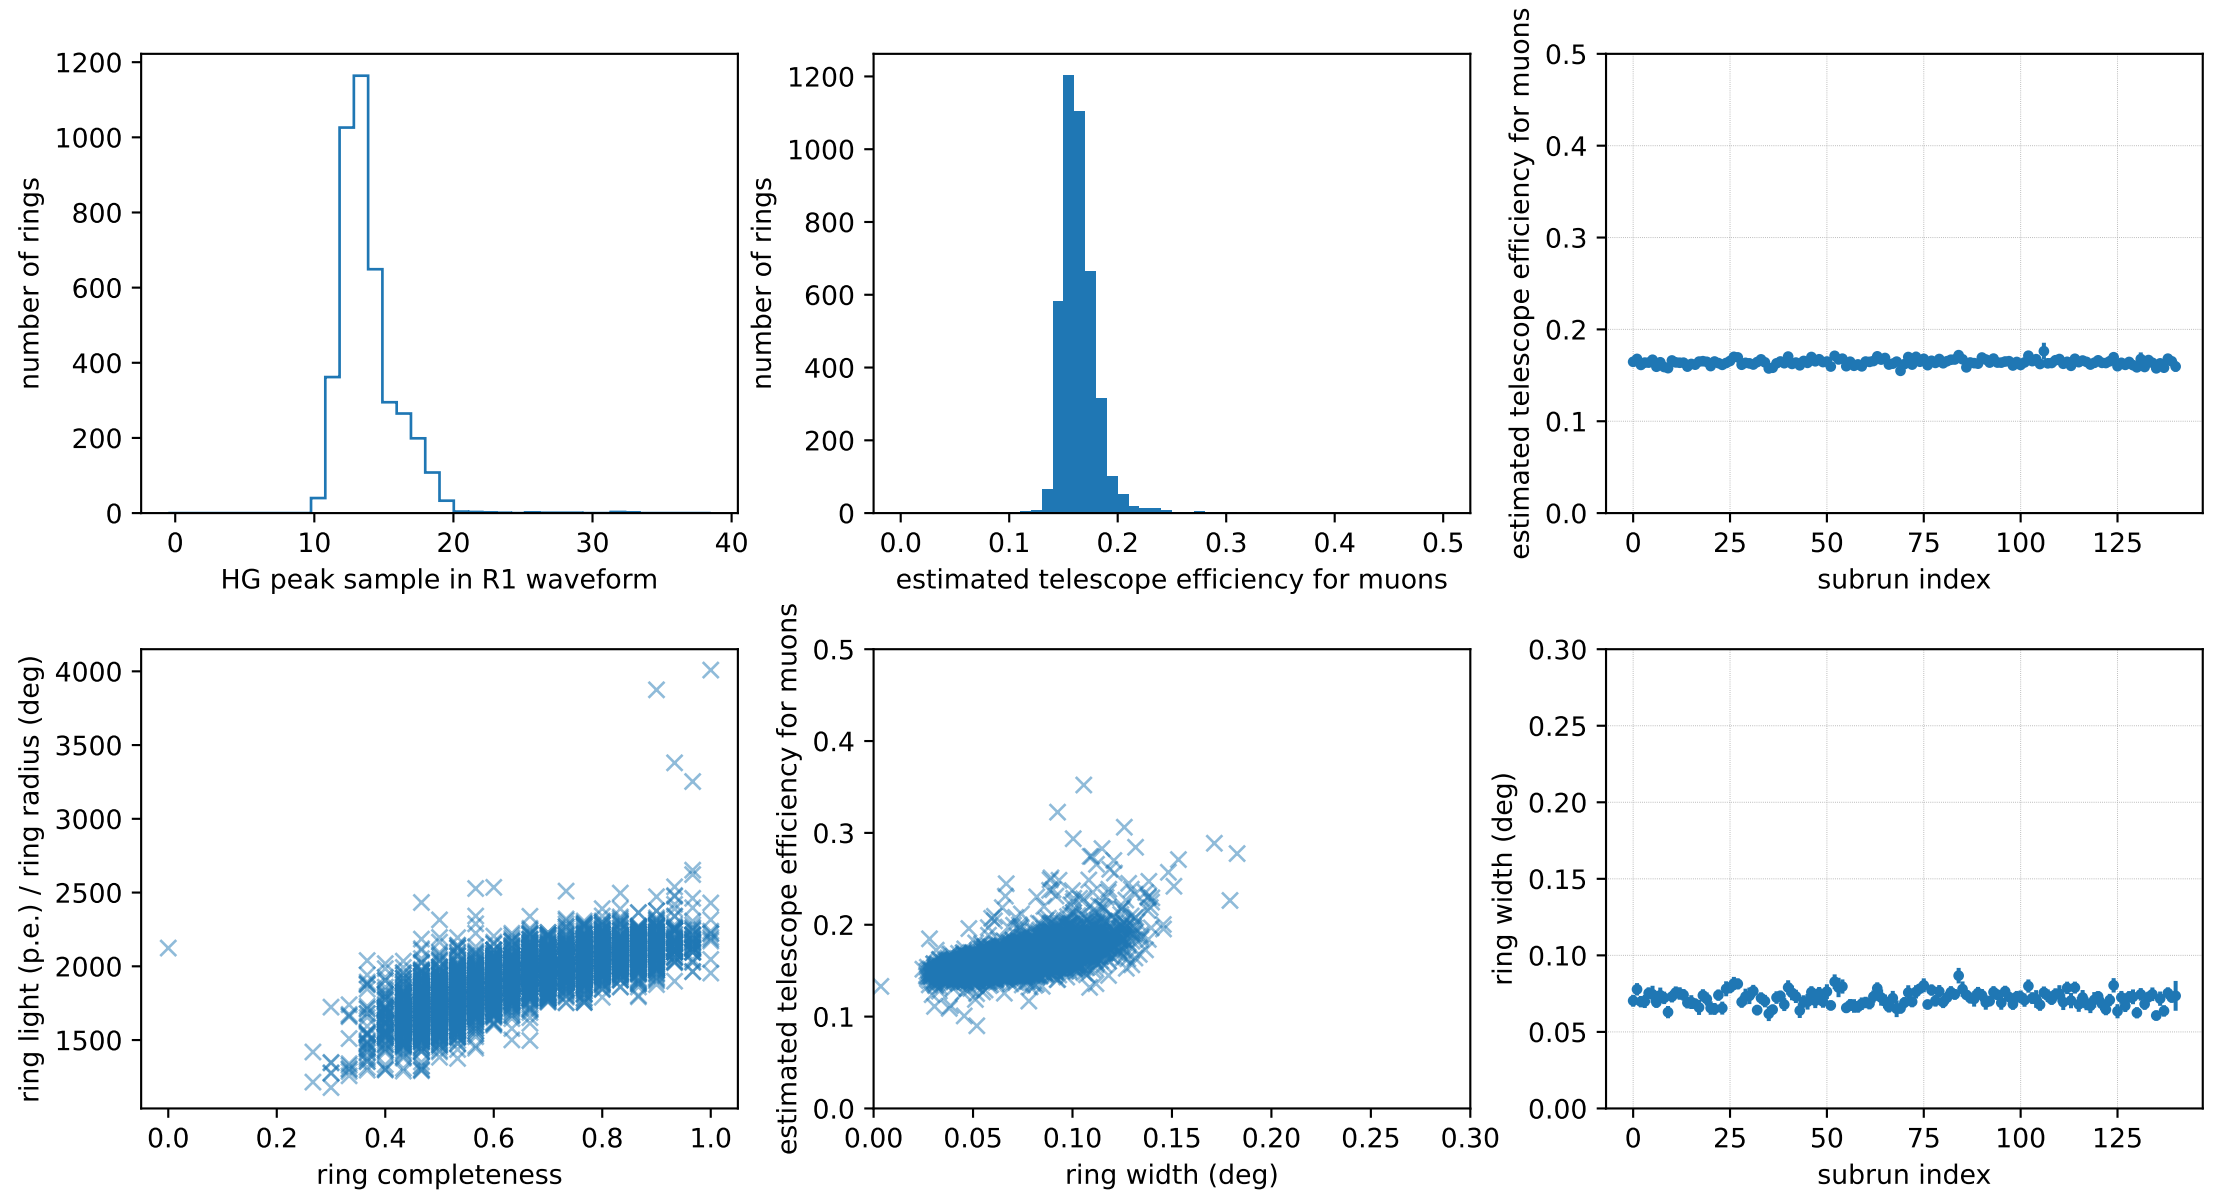 1200
1000
800
600
400
200
0
number of rings
0 10 20 30 40
HG peak sample in R1 waveform
1200
1000
800
600
400
200
0
number of rings
0.0 0.1 0.2 0.3 0.4 0.5
estimated telescope efficiency for muons
0.5
0.4
0.3
0.2
0.1
0.0
estimated telescope efficiency for muons
0 25 50 75 100 125
subrun index
4000
3500
3000
2500
2000
1500
ring light (p.e.) / ring radius (deg)
0.0 0.2 0.4 0.6 0.8 1.0
ring completeness
0.5
0.4
0.3
0.2
0.1
0.0
estimated telescope efficiency for muons
0.00 0.05 0.10 0.15 0.20 0.25 0.30
ring width (deg)
0.30
0.25
0.20
0.15
0.10
0.05
0.00
ring width (deg)
0 25 50 75 100 125
subrun index